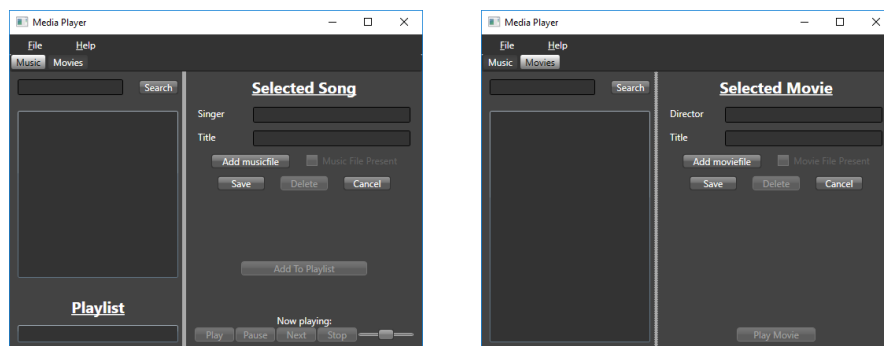 Media Player
File Help
Music Movies
Search
Selected Song
Singer
Title
Add musicfile Music File Present
Save Delete Cancel
Add To Playlist
Playlist
Now playing:
Play Pause Next Stop
Media Player
File Help
Music Movies
Search
Selected Movie
Director
Title
Add moviefile Movie File Present
Save Delete Cancel
Play Movie